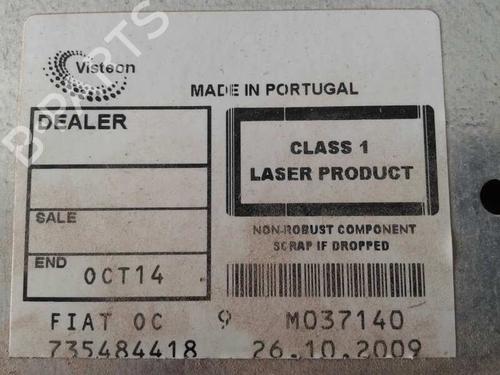 Visteon
MADE IN PORTUGAL
DEALER
CLASS 1
LASER PRODUCT
SALE
NON-ROBUST COMPONENT
SCRAP IF DROPPED
END OCT14
FIAT OC 9 M037140
735484418 26.10.2009